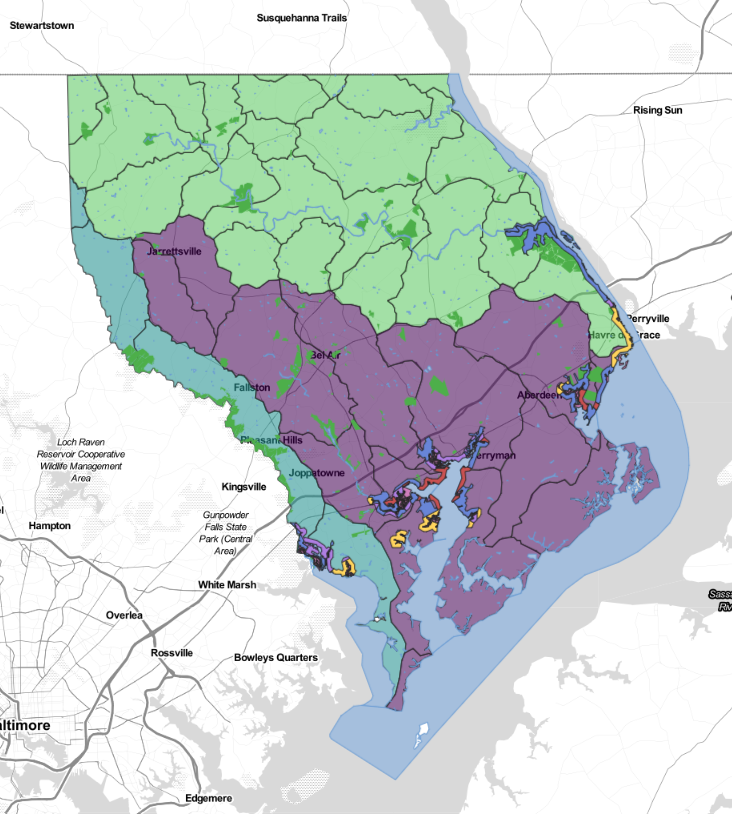 Stewartstown
Susquehanna Trails
Rising Sun
Jarrettsville
Perryville
Havre d Grace
Bel Air
Fallston
Aberdeen
Pleasant Hills
Loch Raven
Reservoir Cooperative
Wildlife Management
Area
Joppatowne
erryman
Kingsville
Gunpowder
Falls State
Park (Central
Area)
el
Hampton
White Marsh
Sass
Riv
Overlea
Rossville
Bowleys Quarters
altimore
Edgemere